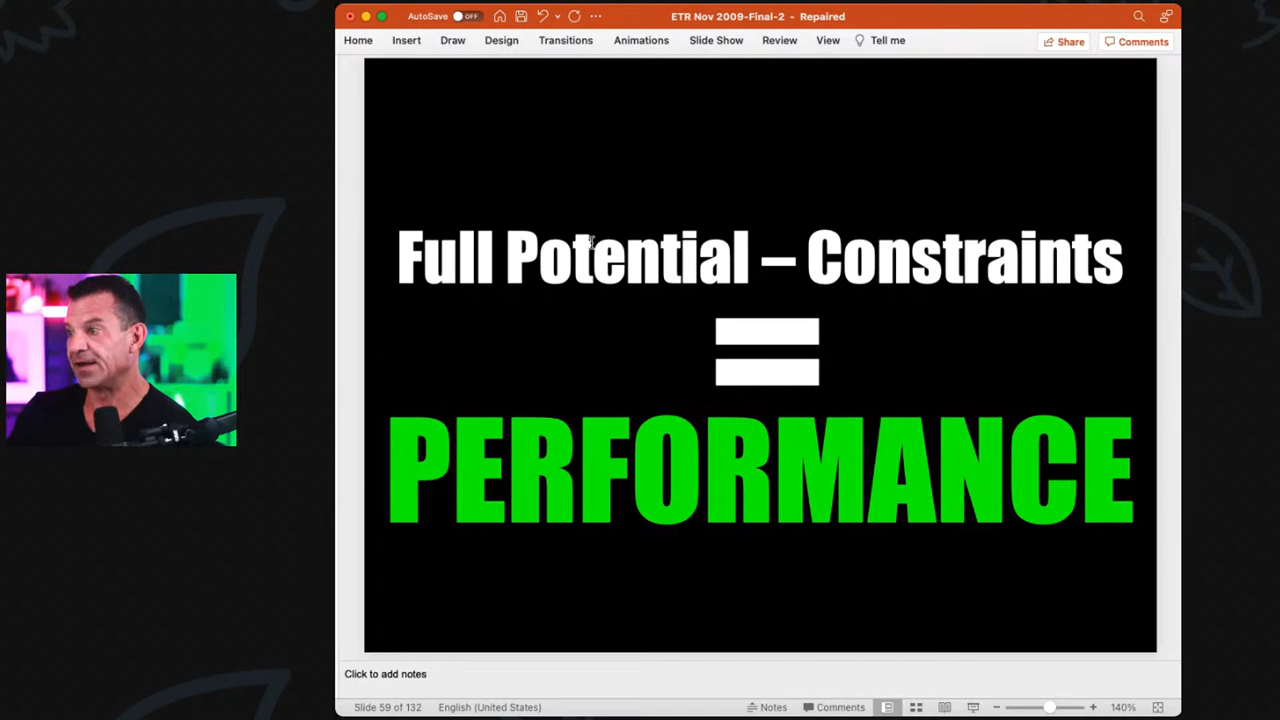 AutoSave OFF ETR Nov 2009-Final-2 - Repaired
Home Insert Draw Design Transitions Animations Slide Show Review View Tell me Share Comments
Full Potential – Constraints
=
PERFORMANCE
Click to add notes
Slide 59 of 132 English (United States) Notes Comments 140%